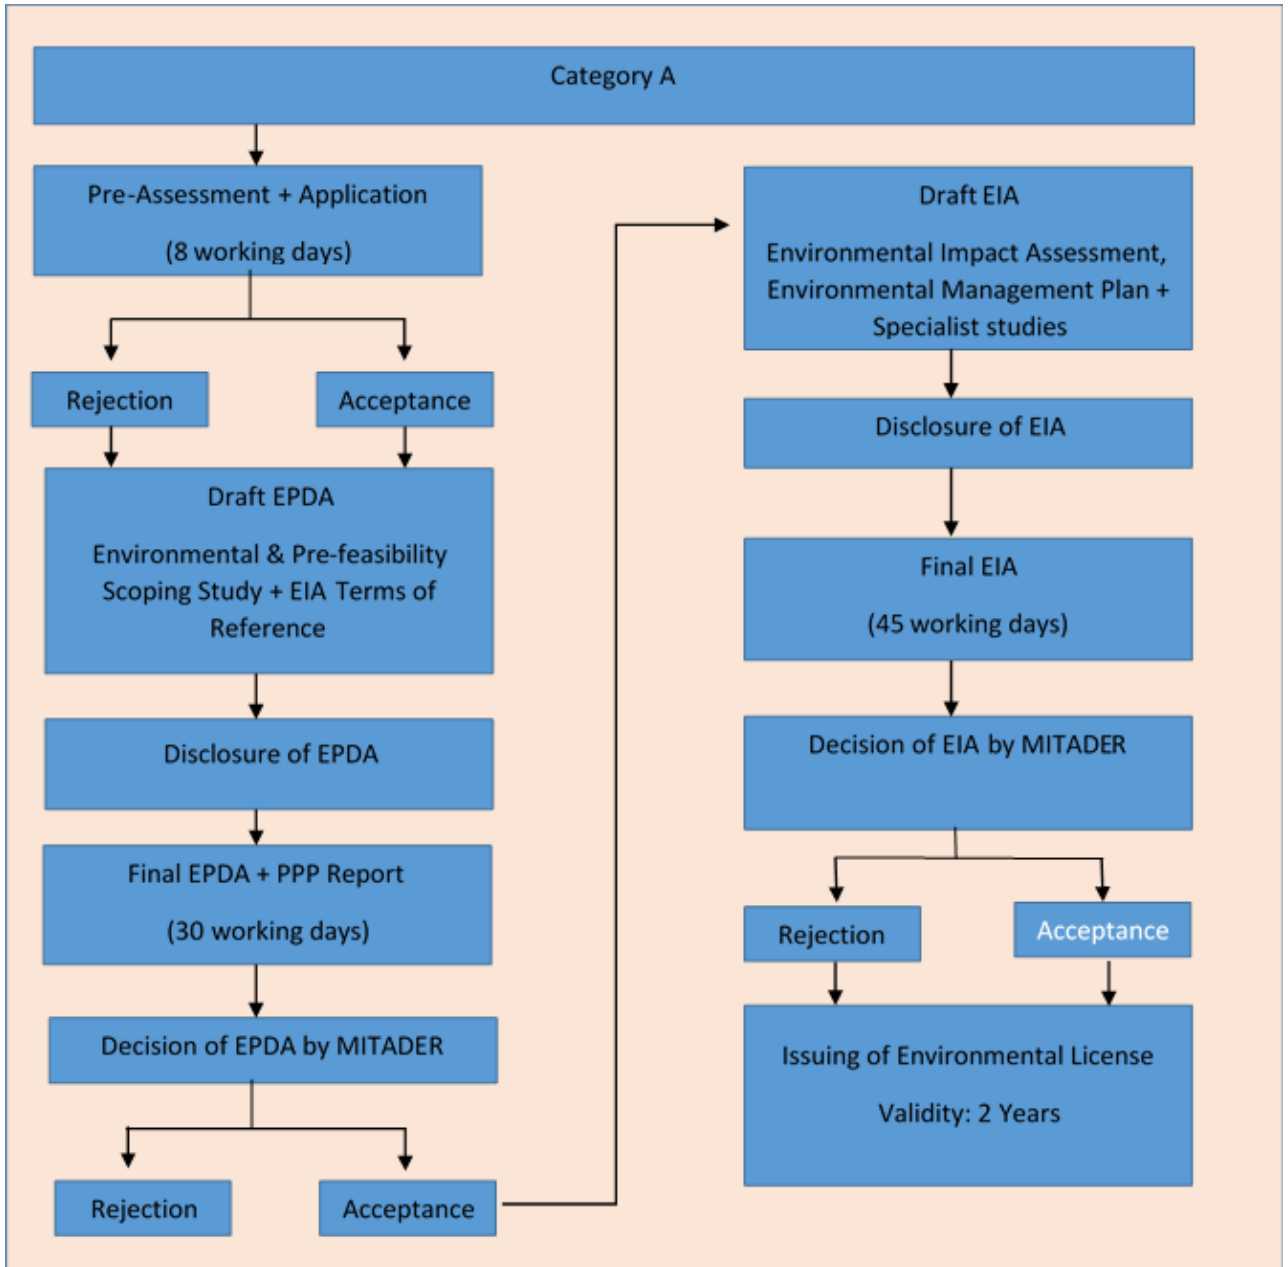 Category A
Pre-Assessment + Application
(8 working days)
Rejection
Acceptance
Draft EPDA
Environmental & Pre-feasibility
Scoping Study + EIA Terms of
Reference
Disclosure of EPDA
Final EPDA + PPP Report
(30 working days)
Decision of EPDA by MITADER
Rejection
Acceptance
Draft EIA
Environmental Impact Assessment,
Environmental Management Plan +
Specialist studies
Disclosure of EIA
Final EIA
(45 working days)
Decision of EIA by MITADER
Rejection
Acceptance
Issuing of Environmental License
Validity: 2 Years